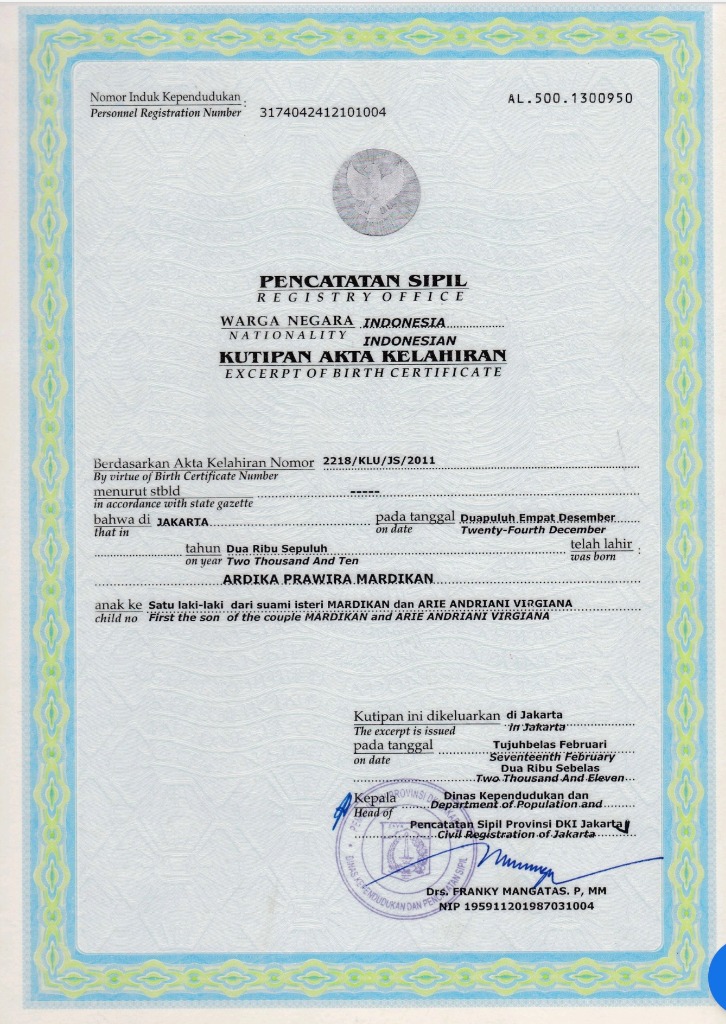 Nomor Induk Kependudukan :
Personnel Registration Number 3174042412101004
AL.500.1300950
PENCATATAN SIPIL
REGISTRY OFFICE
WARGA NEGARA INDONESIA
NATIONALITY INDONESIAN
KUTIPAN AKTA KELAHIRAN
EXCERPT OF BIRTH CERTIFICATE
Berdasarkan Akta Kelahiran Nomor 2218/KLU/JS/2011
By virtue of Birth Certificate Number
menurut stbld -----
in accordance with state gazette
bahwa di JAKARTA pada tanggal Duapuluh Empat Desember
that in on date Twenty-Fourth December
tahun Dua Ribu Sepuluh telah lahir :
on year Two Thousand And Ten was born
ARDIKA PRAWIRA MARDIKAN
anak ke Satu laki-laki dari suami isteri MARDIKAN dan ARIE ANDRIANI VIRGIANA
child no First the son of the couple MARDIKAN and ARIE ANDRIANI VIRGIANA
Kutipan ini dikeluarkan di Jakarta
The excerpt is issued in Jakarta
pada tanggal Tujuhbelas Februari
on date Seventeenth February
Dua Ribu Sebelas
Two Thousand And Eleven
Kepala Dinas Kependudukan dan
Head of Department of Population and
Pencatatan Sipil Provinsi DKI Jakarta
Civil Registration of Jakarta
DINAS KEPENDUDUKAN DAN PENCATATAN SIPIL
Drs. FRANKY MANGATAS. P, MM
NIP 195911201987031004